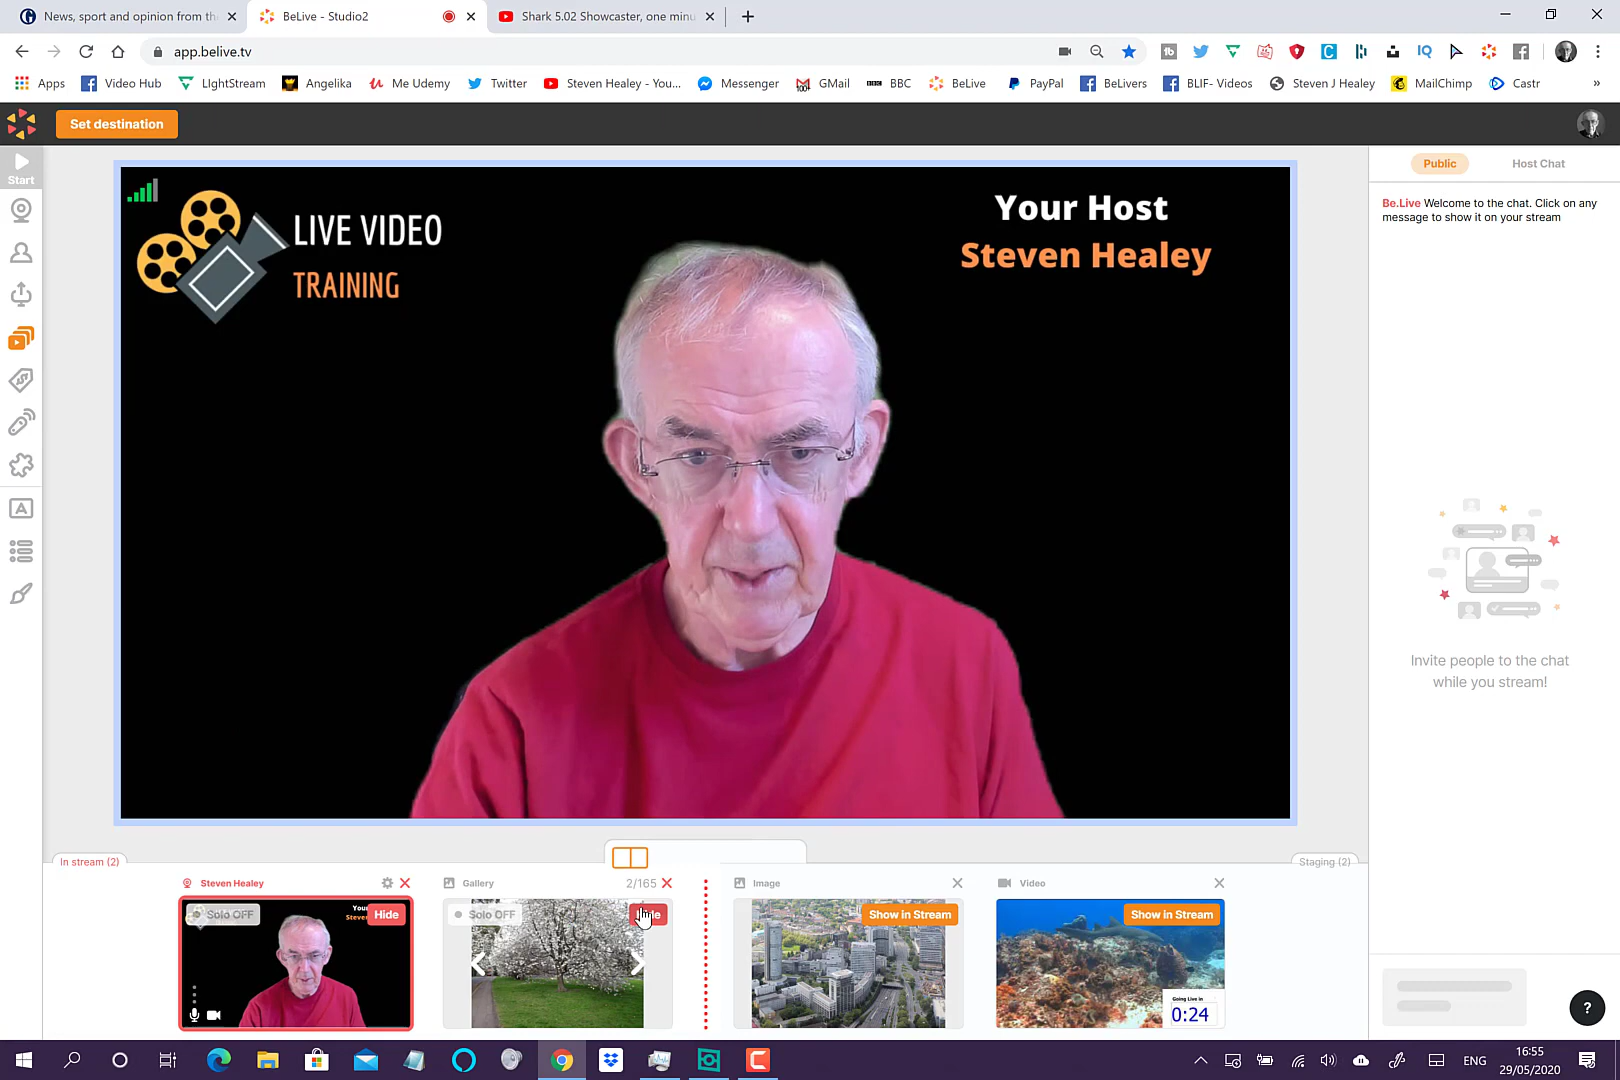 News, sport and opinion from th
BeLive - Studio2
Shark 5.02 Showcaster, one minu
app.belive.tv
Apps
Video Hub
LIghtStream
Angelika
Me Udemy
Twitter
Steven Healey - You...
Messenger
GMail
BBC
BeLive
PayPal
BeLivers
BLIF- Videos
Steven J Healey
MailChimp
Castr
»
Set destination
Start
LIVE VIDEO
TRAINING
Your Host
Steven Healey
Public
Host Chat
Be.Live Welcome to the chat. Click on any
message to show it on your stream
Invite people to the chat
while you stream!
In stream (2)
Staging (2)
Steven Healey
Gallery
2/165
Image
Video
Solo OFF
Hide
Solo OFF
Show in Stream
Show in Stream
Going Live in
0:24
?
ENG
16:55
29/05/2020